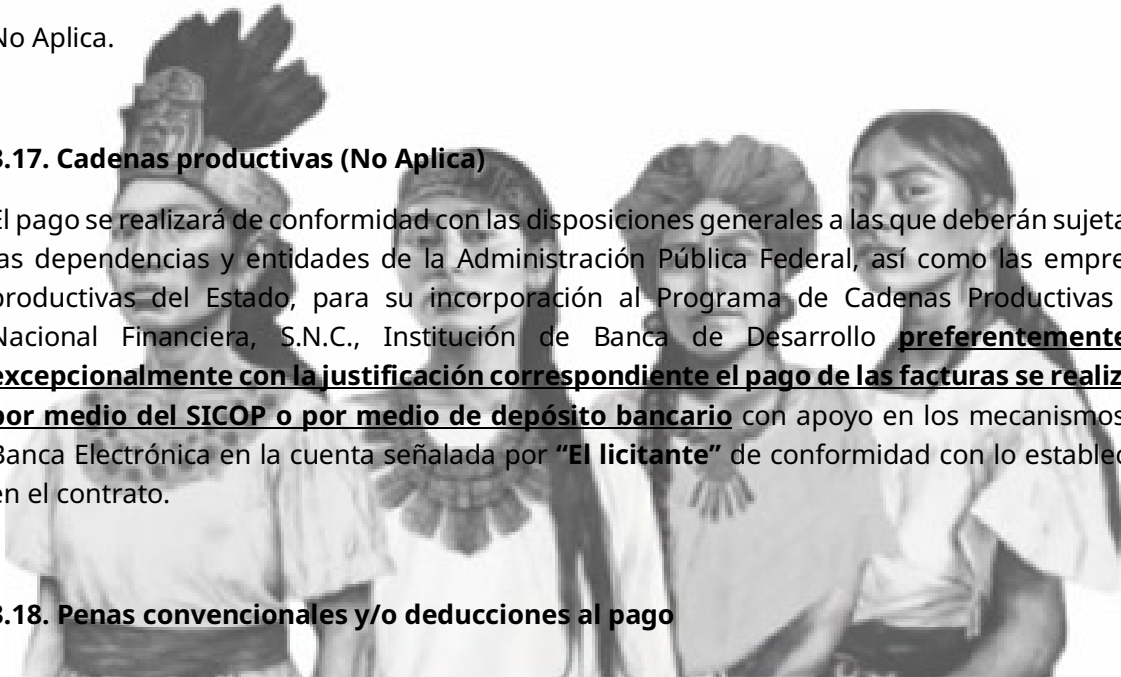 No Aplica.
3.17. Cadenas productivas (No Aplica)
El pago se realizará de conformidad con las disposiciones generales a las que deberán sujeta
las dependencias y entidades de la Administración Pública Federal, así como las empre
productivas del Estado, para su incorporación al Programa de Cadenas Productivas
Nacional Financiera, S.N.C., Institución de Banca de Desarrollo preferentemente
excepcionalmente con la justificación correspondiente el pago de las facturas se realiz
por medio del SICOP o por medio de depósito bancario con apoyo en los mecanismos
Banca Electrónica en la cuenta señalada por “El licitante” de conformidad con lo establec
en el contrato.
3.18. Penas convencionales y/o deducciones al pago